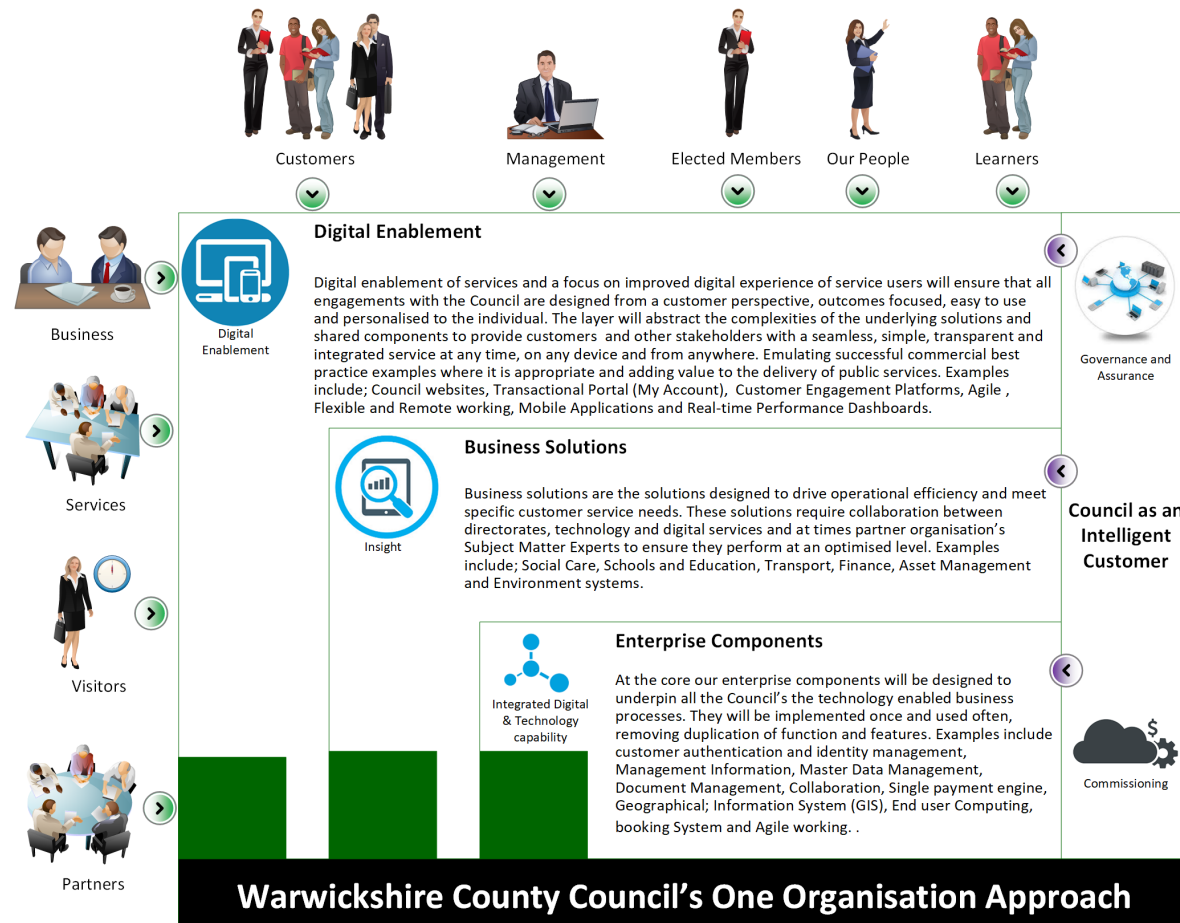 Customers
Management
Elected Members
Our People
Learners
Business
Services
Visitors
Partners
Digital
Enablement
Digital Enablement
Digital enablement of services and a focus on improved digital experience of service users will ensure that all
engagements with the Council are designed from a customer perspective, outcomes focused, easy to use
and personalised to the individual. The layer will abstract the complexities of the underlying solutions and
shared components to provide customers and other stakeholders with a seamless, simple, transparent and
integrated service at any time, on any device and from anywhere. Emulating successful commercial best
practice examples where it is appropriate and adding value to the delivery of public services. Examples
include; Council websites, Transactional Portal (My Account), Customer Engagement Platforms, Agile ,
Flexible and Remote working, Mobile Applications and Real-time Performance Dashboards.
Insight
Business Solutions
Business solutions are the solutions designed to drive operational efficiency and meet
specific customer service needs. These solutions require collaboration between
directorates, technology and digital services and at times partner organisation's
Subject Matter Experts to ensure they perform at an optimised level. Examples
include; Social Care, Schools and Education, Transport, Finance, Asset Management
and Environment systems.
Integrated Digital
& Technology
capability
Enterprise Components
At the core our enterprise components will be designed to
underpin all the Council's the technology enabled business
processes. They will be implemented once and used often,
removing duplication of function and features. Examples include
customer authentication and identity management,
Management Information, Master Data Management,
Document Management, Collaboration, Single payment engine,
Geographical; Information System (GIS), End user Computing,
booking System and Agile working. .
Governance and
Assurance
Council as an
Intelligent
Customer
$
Commissioning
Warwickshire County Council's One Organisation Approach